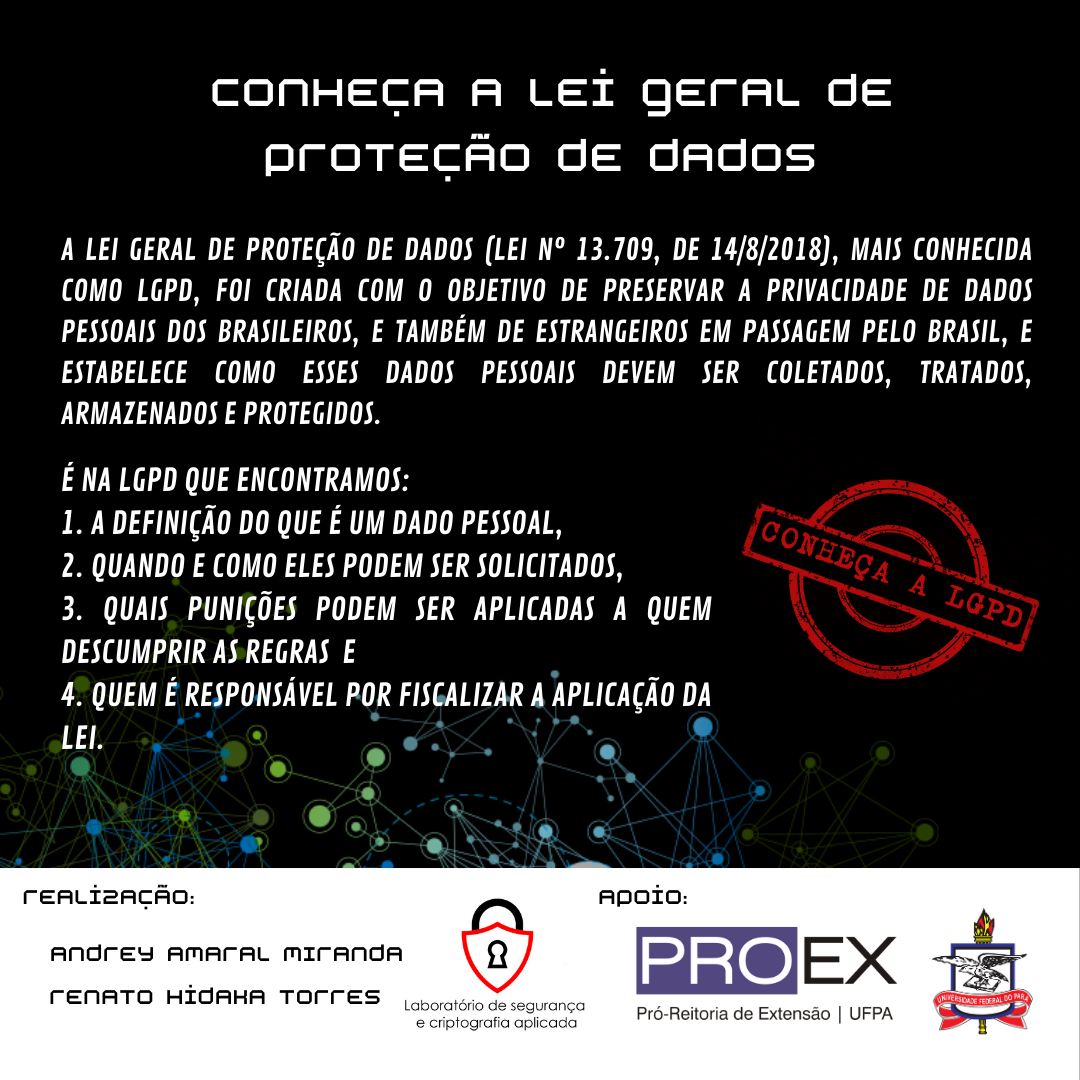 CONHEÇA A LEI GERAL DE
PROTEÇÃO DE DADOS
A LEI GERAL DE PROTEÇÃO DE DADOS (LEI Nº 13.709, DE 14/8/2018), MAIS CONHECIDA
COMO LGPD, FOI CRIADA COM O OBJETIVO DE PRESERVAR A PRIVACIDADE DE DADOS
PESSOAIS DOS BRASILEIROS, E TAMBÉM DE ESTRANGEIROS EM PASSAGEM PELO BRASIL, E
ESTABELECE COMO ESSES DADOS PESSOAIS DEVEM SER COLETADOS, TRATADOS,
ARMAZENADOS E PROTEGIDOS.
É NA LGPD QUE ENCONTRAMOS:
1. A DEFINIÇÃO DO QUE É UM DADO PESSOAL,
2. QUANDO E COMO ELES PODEM SER SOLICITADOS,
3. QUAIS PUNIÇÕES PODEM SER APLICADAS A QUEM
DESCUMPRIR AS REGRAS E
4. QUEM É RESPONSÁVEL POR FISCALIZAR A APLICAÇÃO DA
LEI.
CONHEÇA A LGPD
REALIZAÇÃO:
ANDREY AMARAL MIRANDA
RENATO HIDAKA TORRES
Laboratório de segurança
e criptografia aplicada
APOIO:
PROEX
Pró-Reitoria de Extensão | UFPA
UNIVERSIDADE FEDERAL DO PARÁ